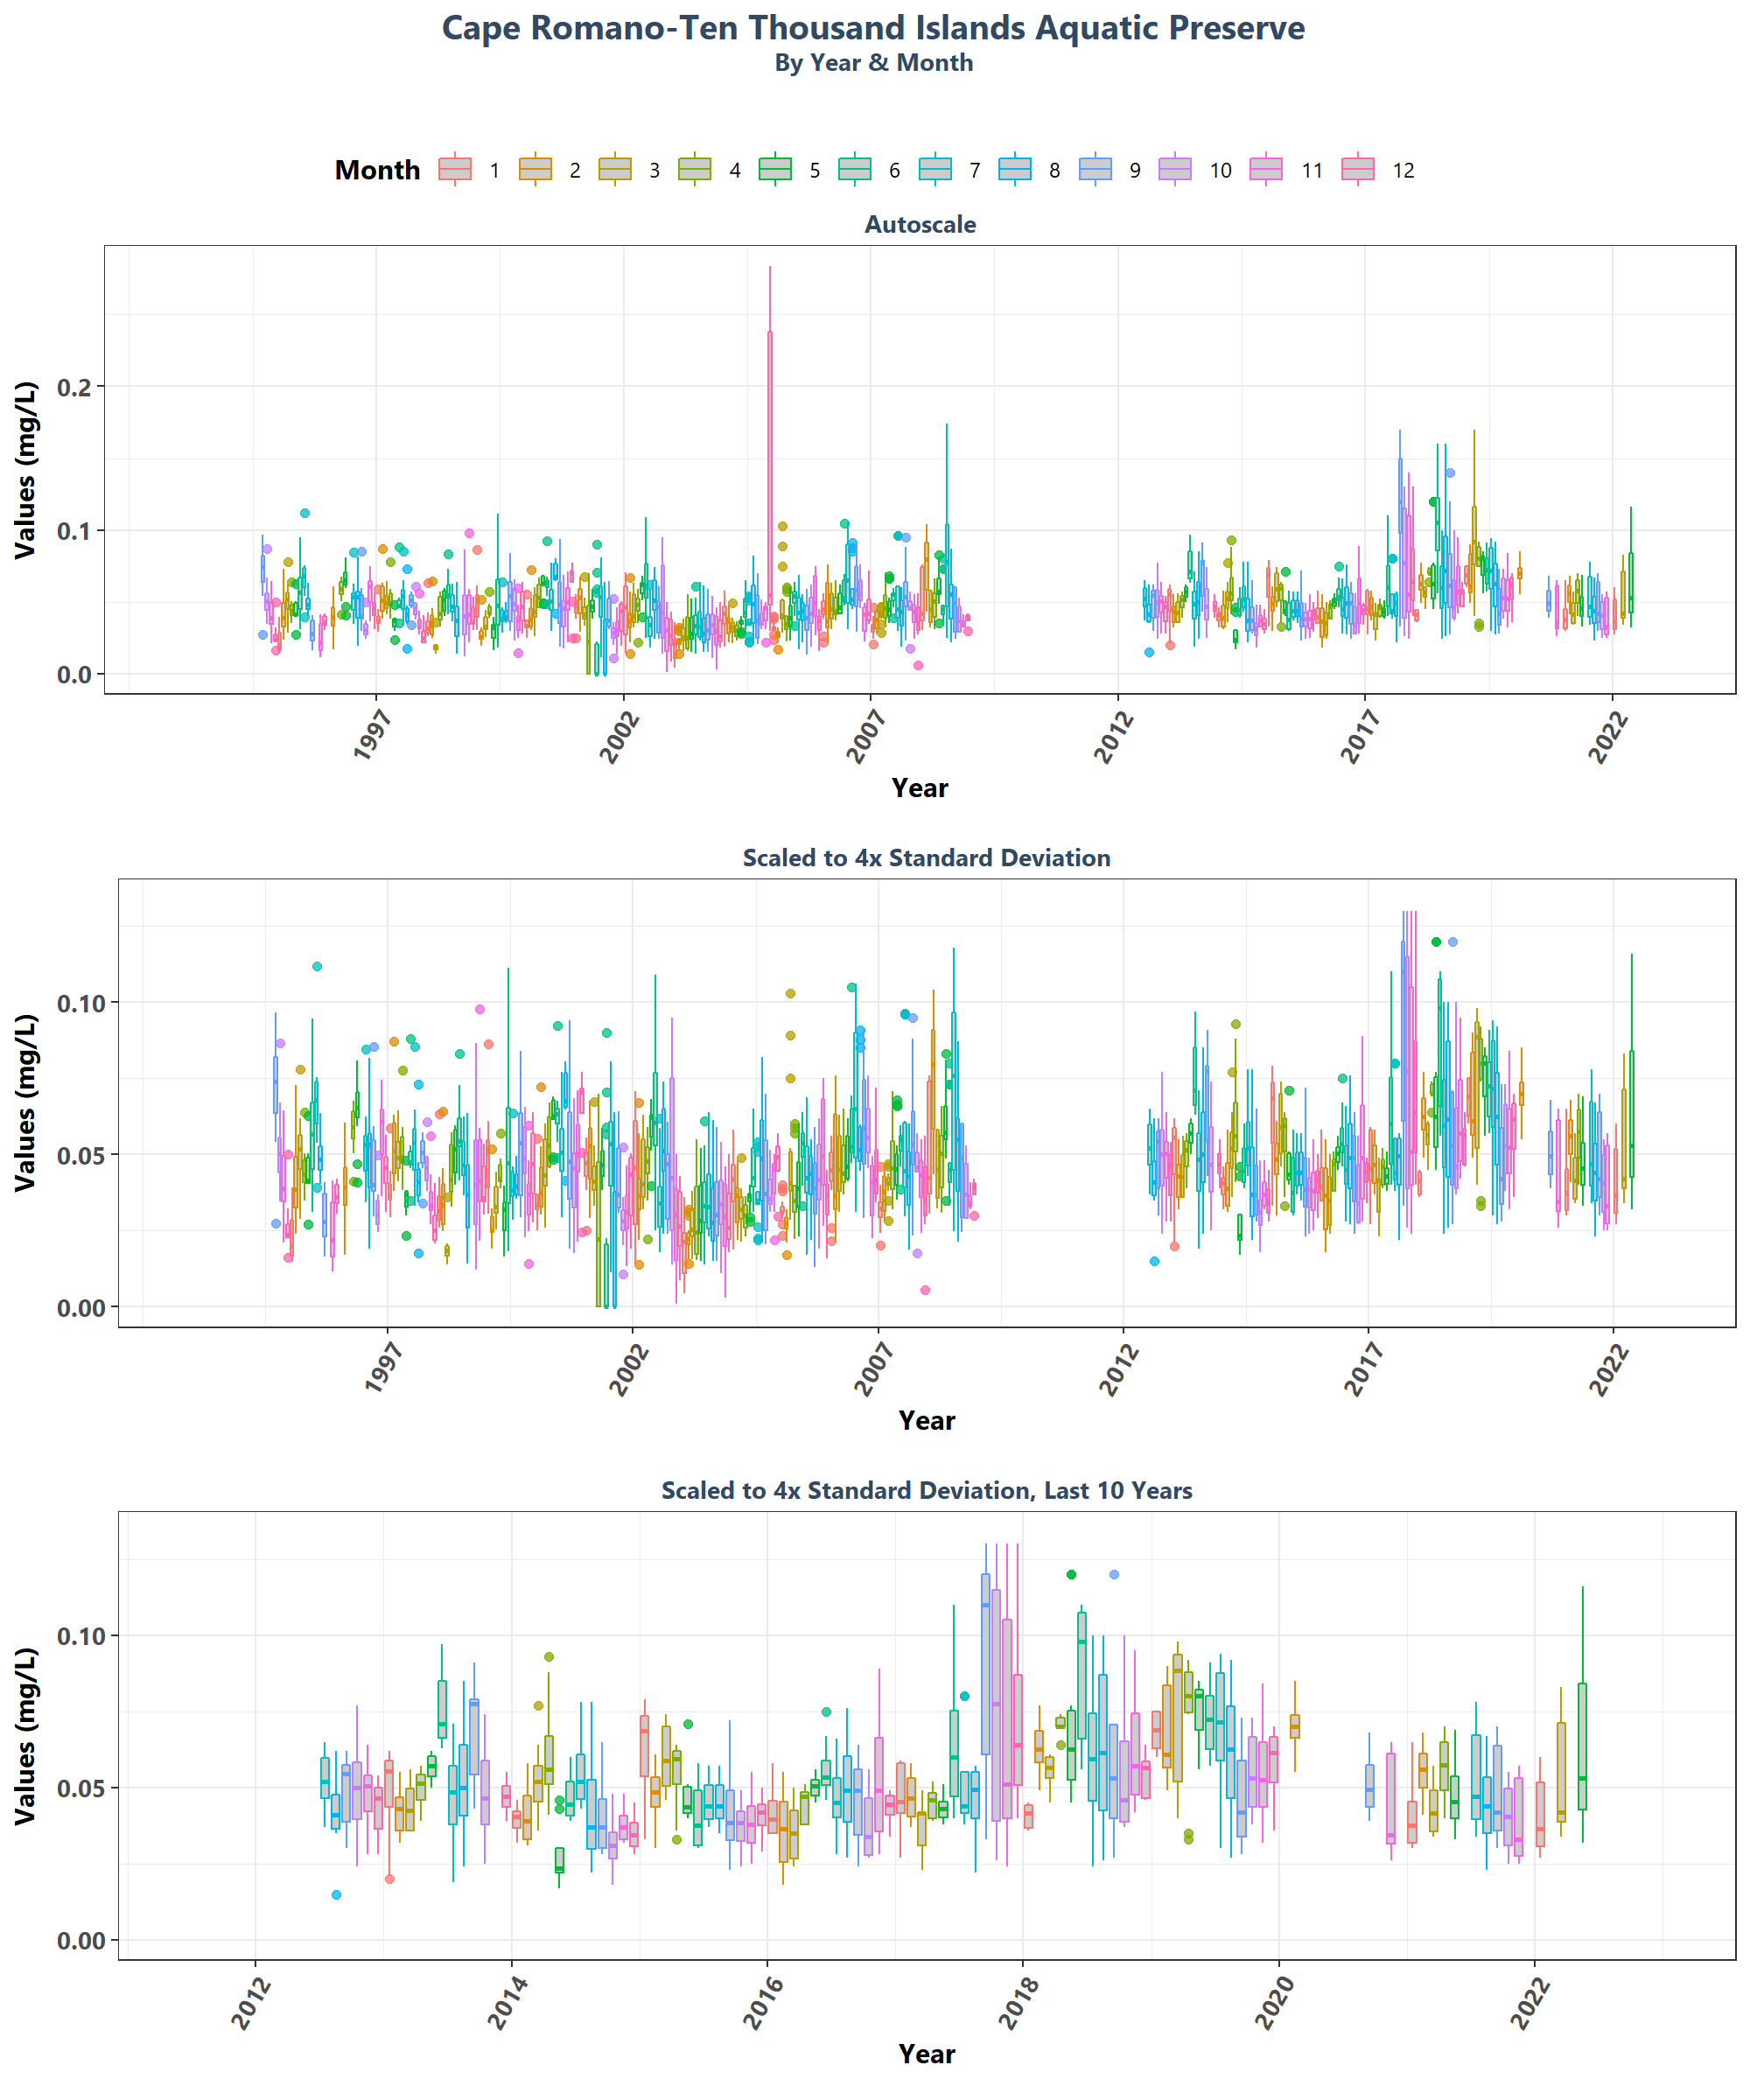 Cape Romano-Ten Thousand Islands Aquatic Preserve
By Year & Month
Month 1 2 3 4 5 6 7 8 9 10 11 12
Autoscale
Values (mg/L)
0.2
0.1
0.0
1997 2002 2007 2012 2017 2022
Year
Scaled to 4x Standard Deviation
Values (mg/L)
0.10
0.05
0.00
1997 2002 2007 2012 2017 2022
Year
Scaled to 4x Standard Deviation, Last 10 Years
Values (mg/L)
0.10
0.05
0.00
2012 2014 2016 2018 2020 2022
Year